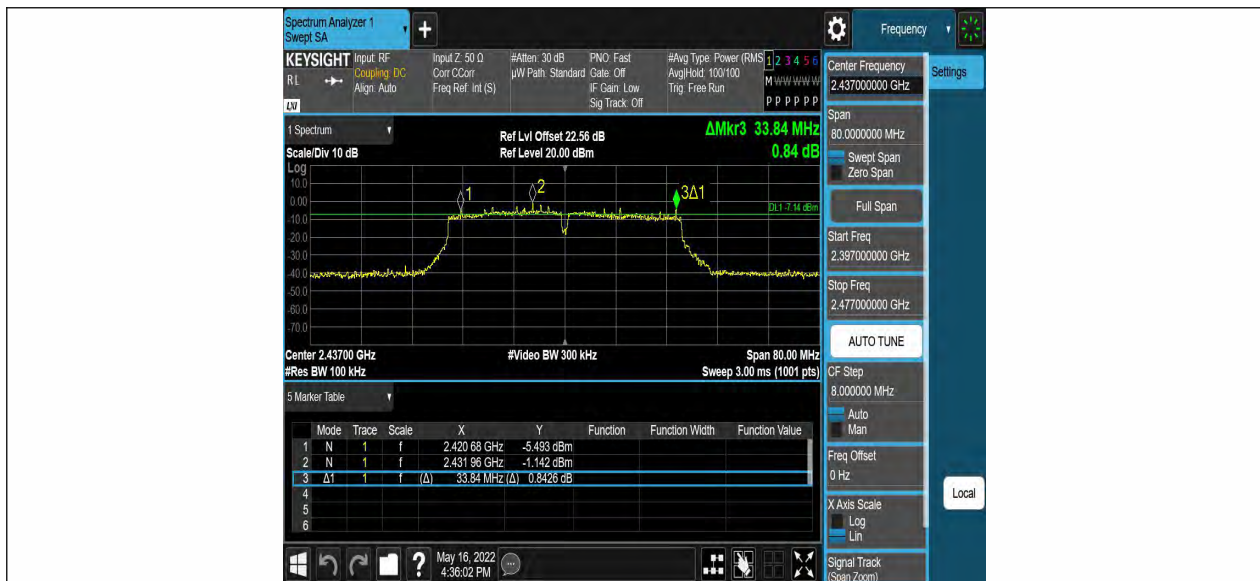 Spectrum Analyzer 1
Swept SA
+
Frequency
KEYSIGHT
RL
LXI
Input: RF
Coupling: DC
Align: Auto
Input Z: 50 Ω
Corr CCorr
Freq Ref: Int (S)
#Atten: 30 dB
µW Path: Standard
PNO: Fast
Gate: Off
IF Gain: Low
Sig Track: Off
#Avg Type: Power (RMS
Avg|Hold: 100/100
Trig: Free Run
1 2 3 4 5 6
M W W W W W
P P P P P P
1 Spectrum
Scale/Div 10 dB
Ref Lvl Offset 22.56 dB
Ref Level 20.00 dBm
ΔMkr3 33.84 MHz
0.84 dB
Log
10.0
0.00
-10.0
-20.0
-30.0
-40.0
-50.0
-60.0
-70.0
1
2
3Δ1
DL1 -7.14 dBm
Center 2.43700 GHz
#Res BW 100 kHz
#Video BW 300 kHz
Span 80.00 MHz
Sweep 3.00 ms (1001 pts)
5 Marker Table
Mode Trace Scale X Y Function Function Width Function Value
1 N 1 f 2.420 68 GHz -5.493 dBm
2 N 1 f 2.431 96 GHz -1.142 dBm
3 Δ1 1 f (Δ) 33.84 MHz (Δ) 0.8426 dB
4
5
6
?
May 16, 2022
4:36:02 PM
Center Frequency
2.437000000 GHz
Settings
Span
80.0000000 MHz
Swept Span
Zero Span
Full Span
Start Freq
2.397000000 GHz
Stop Freq
2.477000000 GHz
AUTO TUNE
CF Step
8.000000 MHz
Auto
Man
Freq Offset
0 Hz
Local
X Axis Scale
Log
Lin
Signal Track
(Span Zoom)